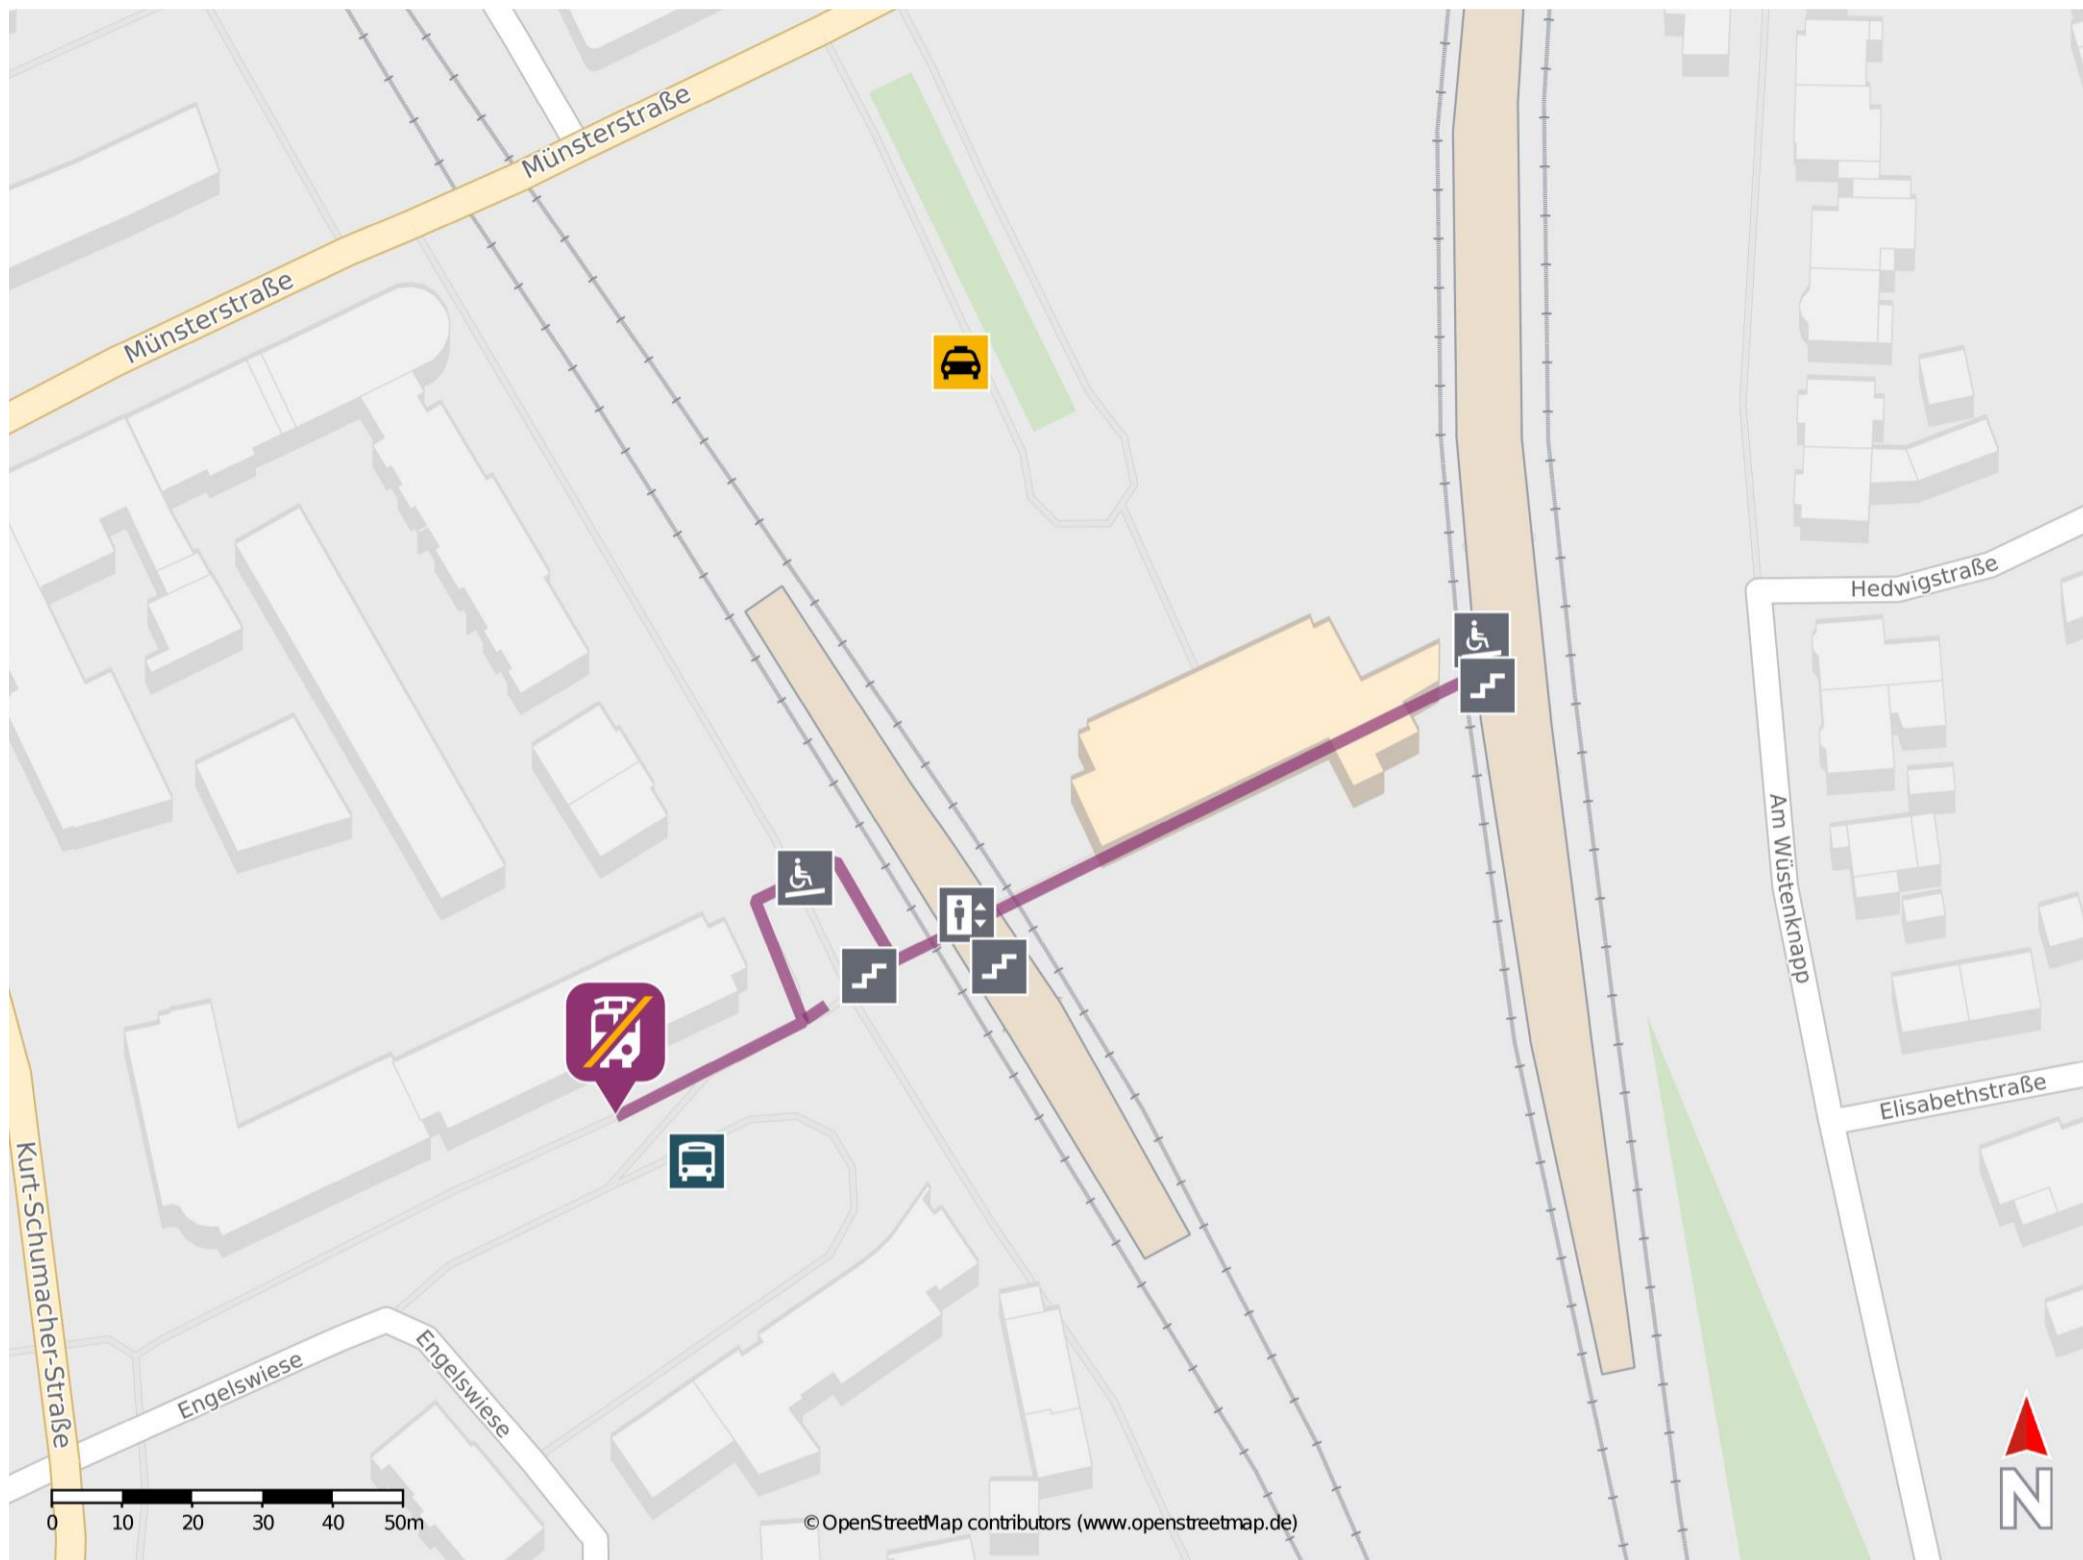 Münsterstraße
Münsterstraße
Hedwigstraße
Am Wüstenknapp
Elisabethstraße
Kurt-Schumacher-Straße
Engelswiese
Engelswiese
0 10 20 30 40 50m
© OpenStreetMap contributors (www.openstreetmap.de)
N